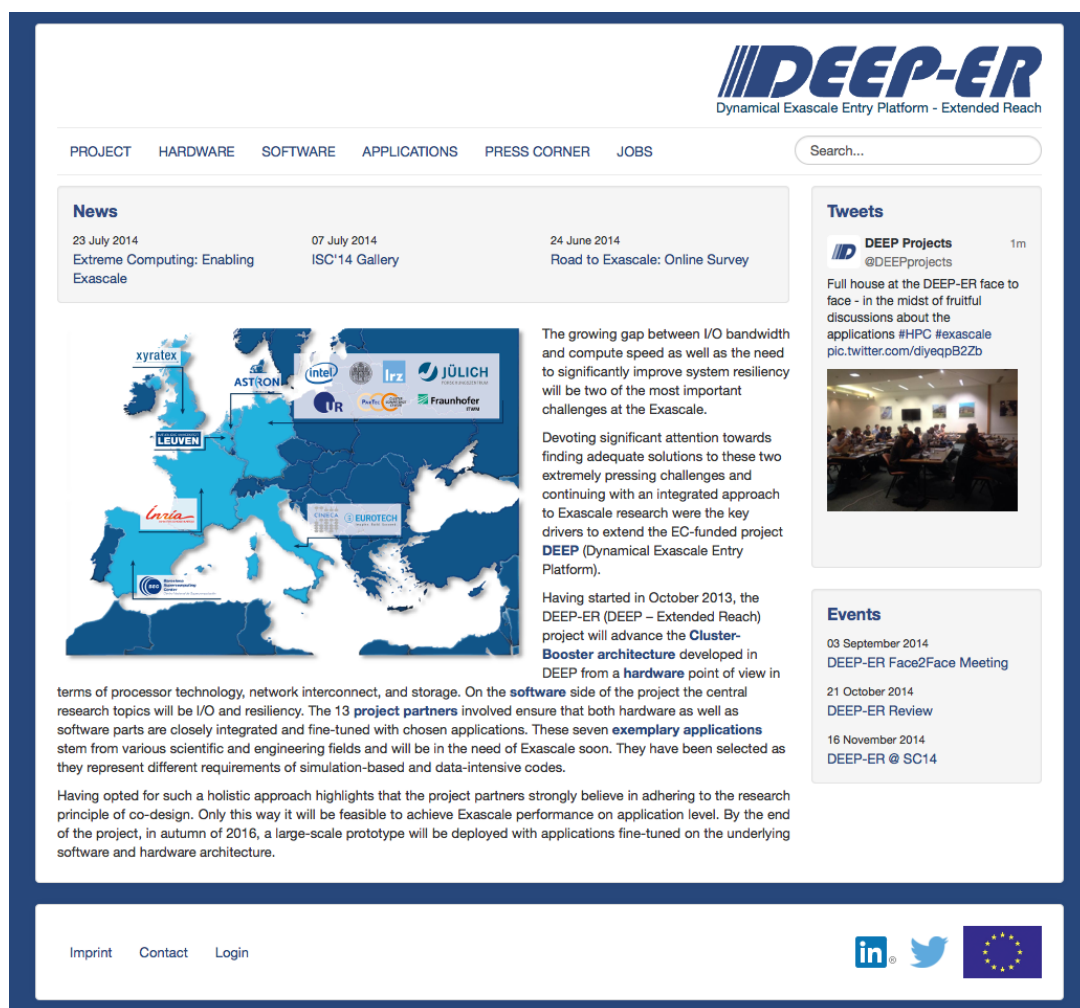 DEEP-ER
Dynamical Exascale Entry Platform - Extended Reach
PROJECT HARDWARE SOFTWARE APPLICATIONS PRESS CORNER JOBS Search...
News
23 July 2014
Extreme Computing: Enabling
Exascale
07 July 2014
ISC'14 Gallery
24 June 2014
Road to Exascale: Online Survey
Tweets
DEEP Projects 1m
@DEEPprojects
Full house at the DEEP-ER face to
face - in the midst of fruitful
discussions about the
applications #HPC #exascale
pic.twitter.com/diyeqpB2Zb
xyratex
ASTRON
intel
lrz
JÜLICH
FORSCHUNGSZENTRUM
UR
ParTec
Fraunhofer
ITWM
LEUVEN
Inria
CINECA
EUROTECH
BSC
Barcelona
Supercomputing
Center
The growing gap between I/O bandwidth
and compute speed as well as the need
to significantly improve system resiliency
will be two of the most important
challenges at the Exascale.
Devoting significant attention towards
finding adequate solutions to these two
extremely pressing challenges and
continuing with an integrated approach
to Exascale research were the key
drivers to extend the EC-funded project
DEEP (Dynamical Exascale Entry
Platform).
Having started in October 2013, the
DEEP-ER (DEEP – Extended Reach)
project will advance the Cluster-
Booster architecture developed in
DEEP from a hardware point of view in
terms of processor technology, network interconnect, and storage. On the software side of the project the central
research topics will be I/O and resiliency. The 13 project partners involved ensure that both hardware as well as
software parts are closely integrated and fine-tuned with chosen applications. These seven exemplary applications
stem from various scientific and engineering fields and will be in the need of Exascale soon. They have been selected as
they represent different requirements of simulation-based and data-intensive codes.
Having opted for such a holistic approach highlights that the project partners strongly believe in adhering to the research
principle of co-design. Only this way it will be feasible to achieve Exascale performance on application level. By the end
of the project, in autumn of 2016, a large-scale prototype will be deployed with applications fine-tuned on the underlying
software and hardware architecture.
Events
03 September 2014
DEEP-ER Face2Face Meeting
21 October 2014
DEEP-ER Review
16 November 2014
DEEP-ER @ SC14
Imprint Contact Login
in ®